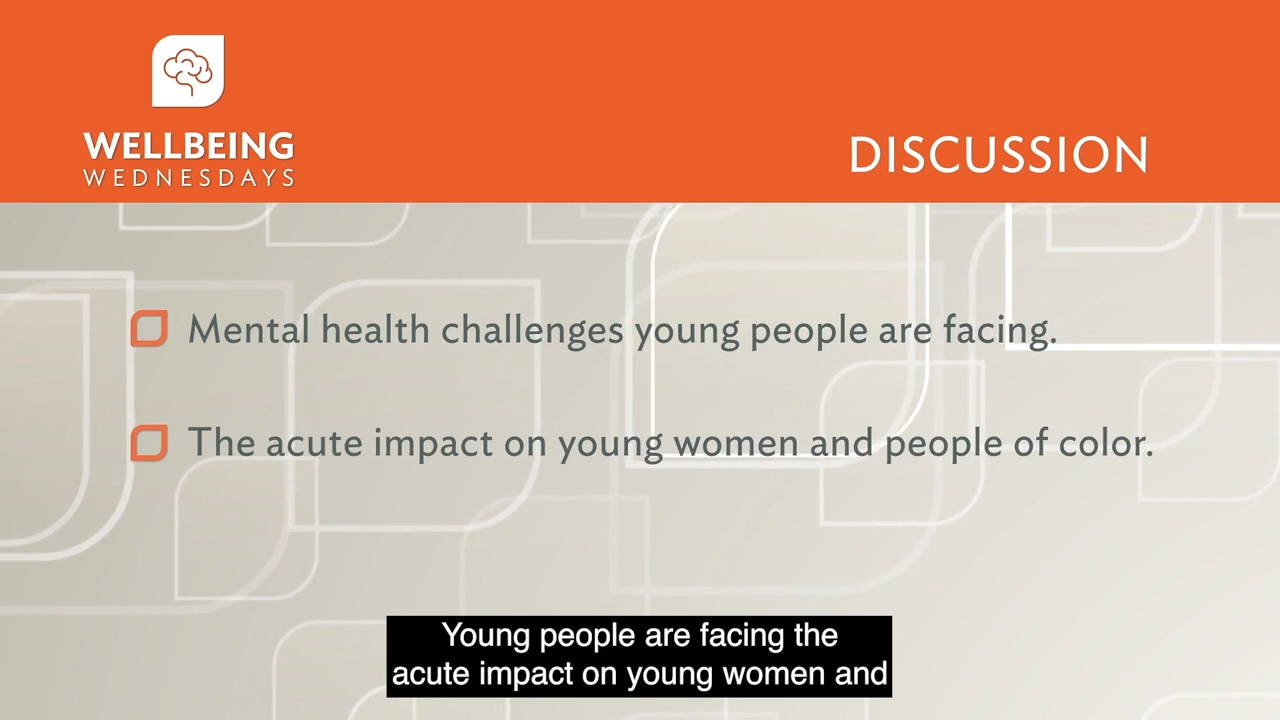 WELLBEING
WEDNESDAYS
DISCUSSION
Mental health challenges young people are facing.
The acute impact on young women and people of color.
Young people are facing the
acute impact on young women and